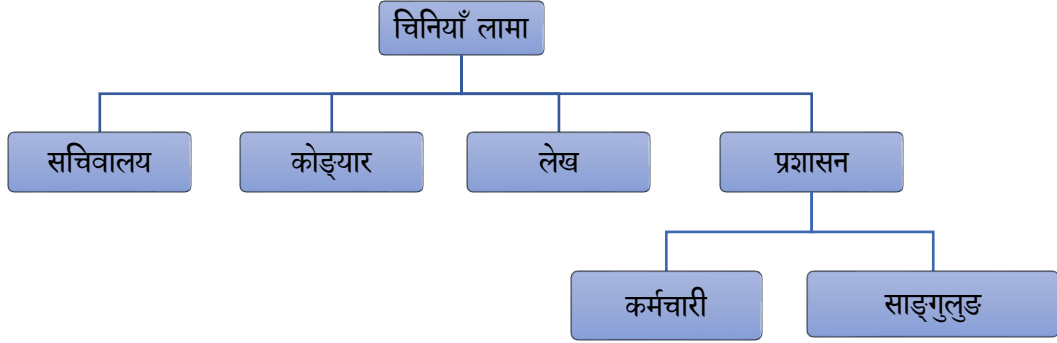 चिनियाँ लामा
सचिवालय
कोङ्यार
लेख
प्रशासन
कर्मचारी
साङ्गुलुङ